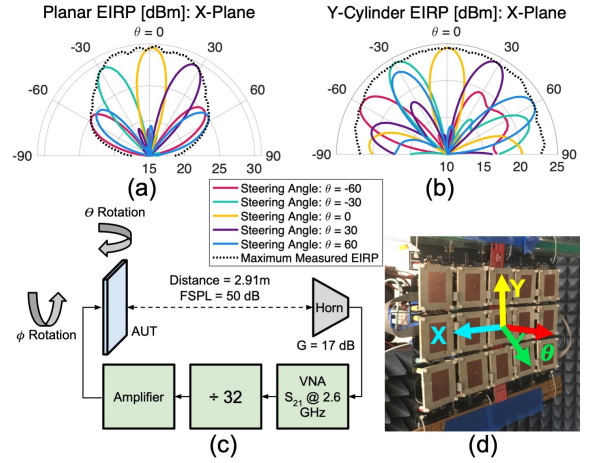 Planar EIRP [dBm]: X-Plane
θ = 0
-30
30
-60
60
-90
15
20
25
30
(a)
Y-Cylinder EIRP [dBm]: X-Plane
θ = 0
-30
30
-60
60
-90
10
15
20
25
(b)
Steering Angle: θ = -60
Steering Angle: θ = -30
Steering Angle: θ = 0
Steering Angle: θ = 30
Steering Angle: θ = 60
Maximum Measured EIRP
Θ Rotation
ϕ Rotation
AUT
Distance = 2.91m
FSPL = 50 dB
Horn
G = 17 dB
Amplifier
÷ 32
VNA
S21 @ 2.6
GHz
(c)
Y
X
θ
(d)